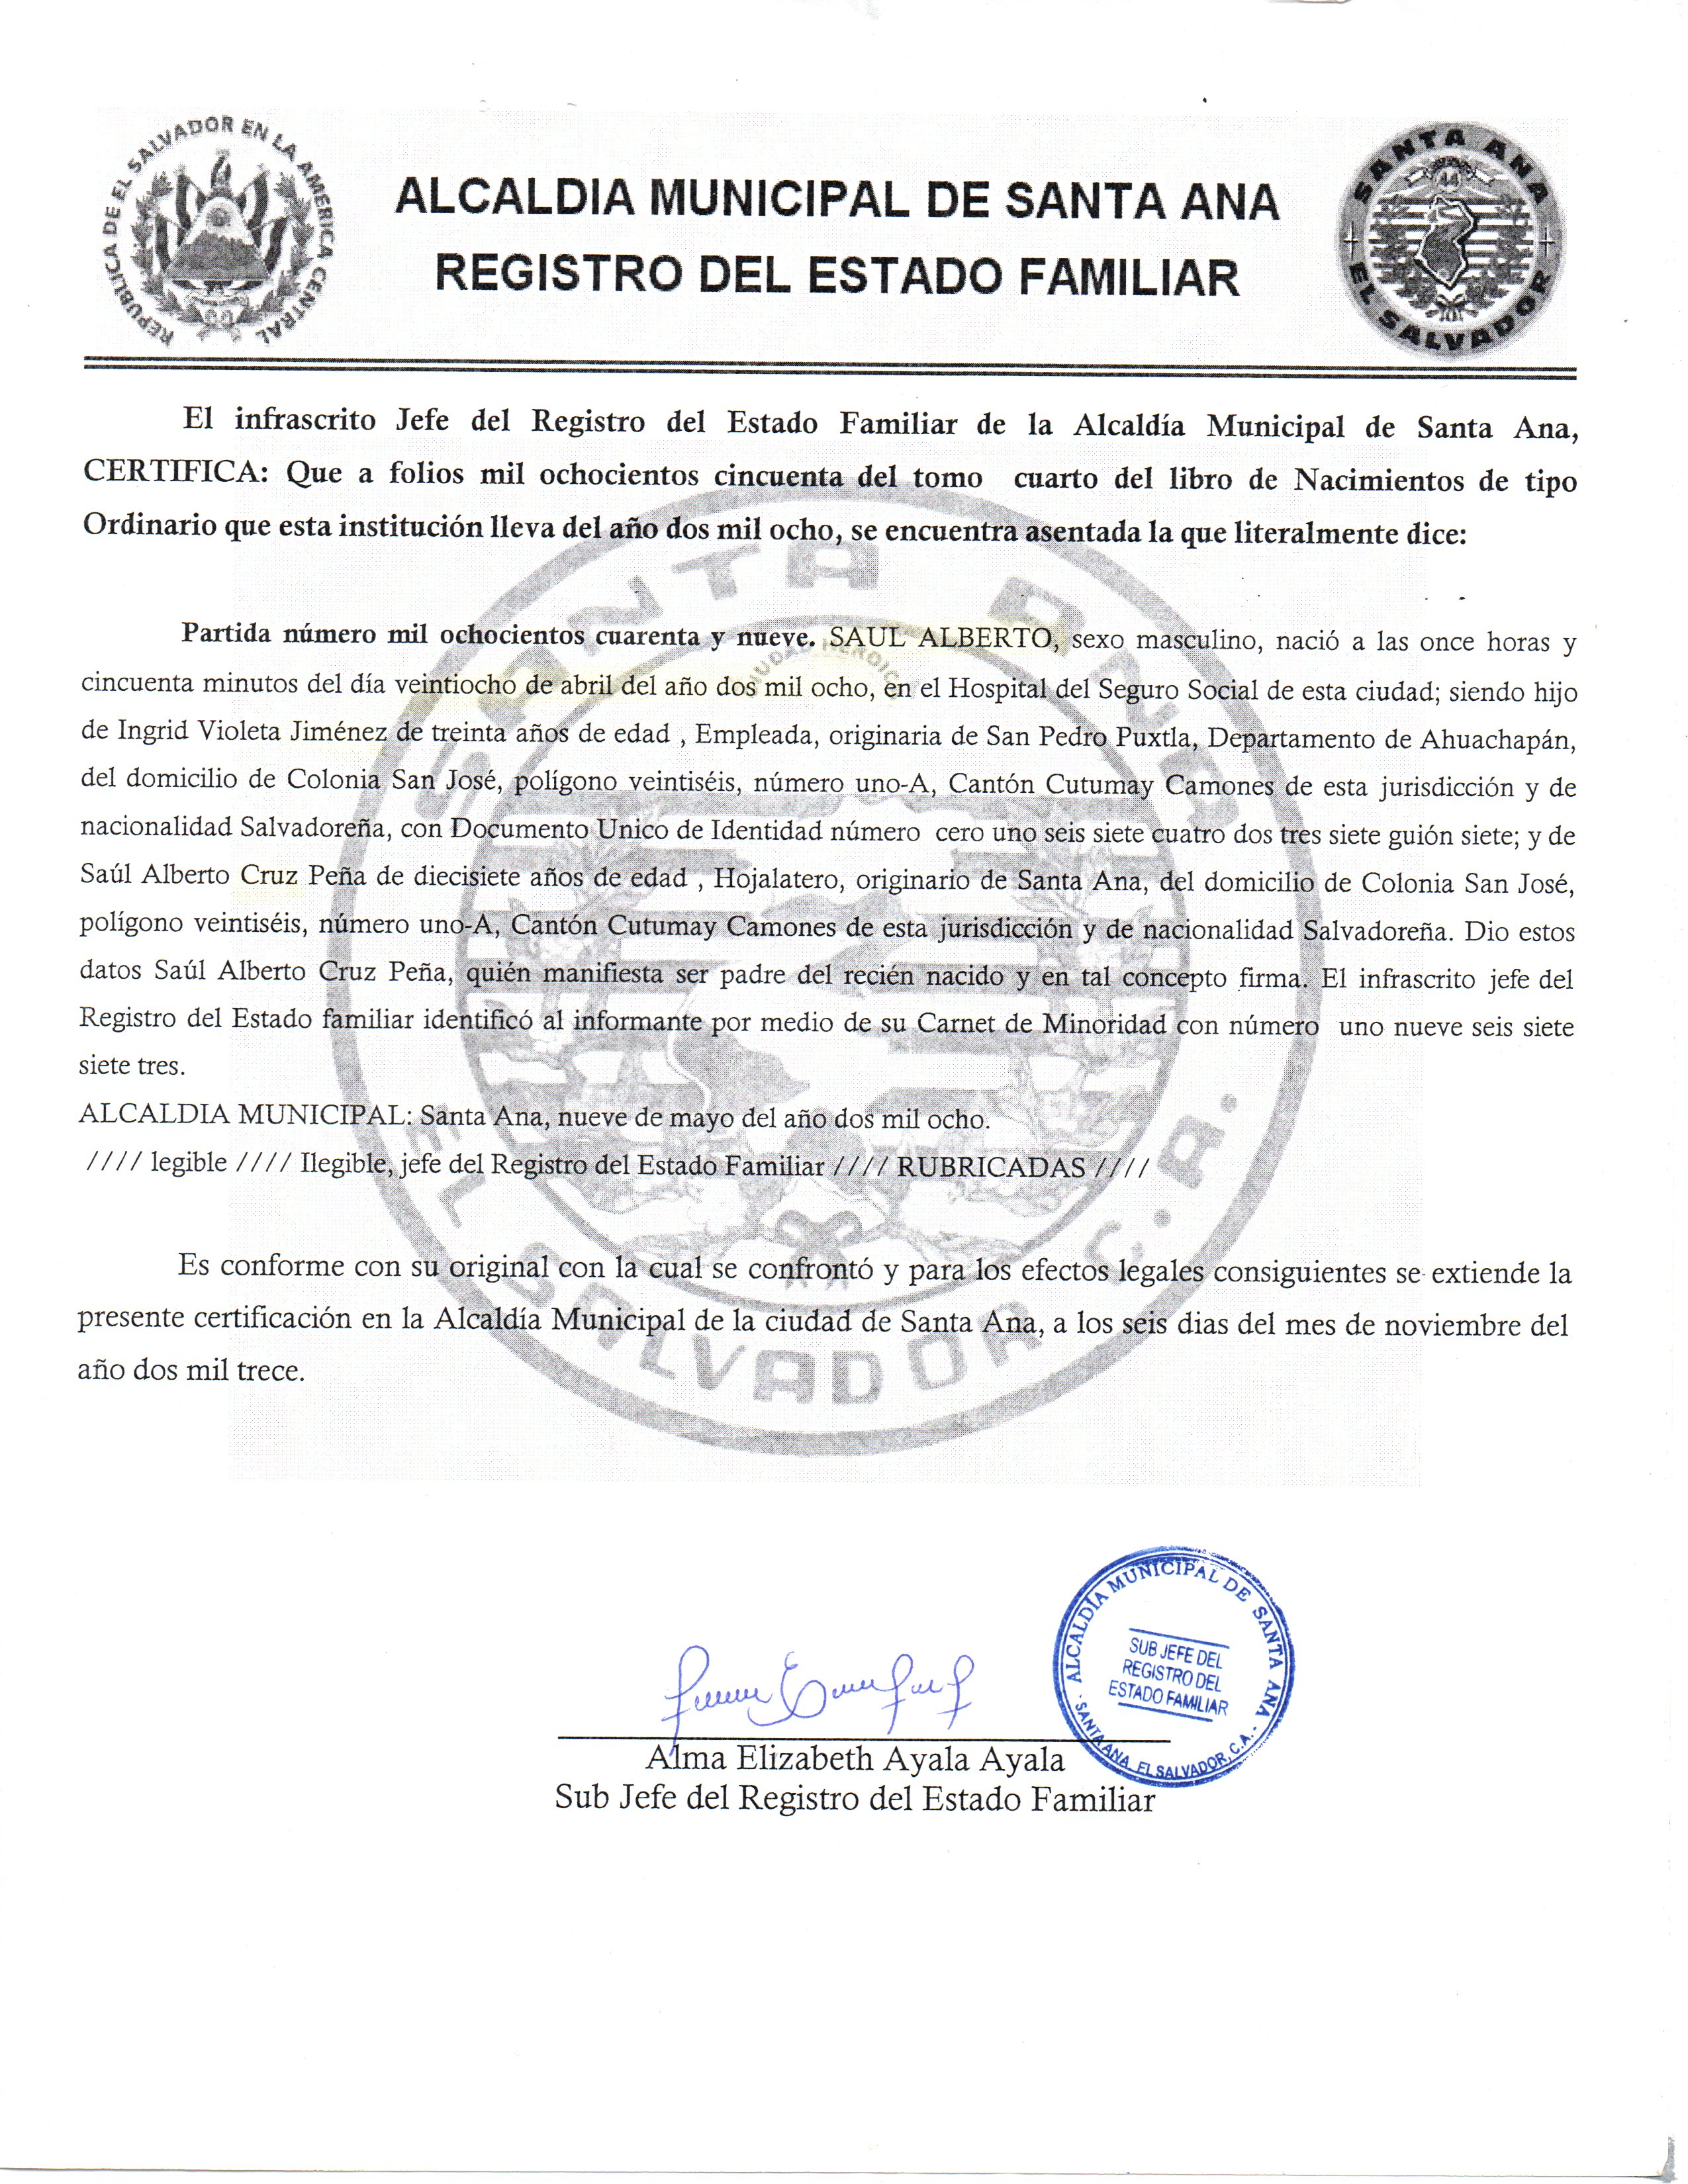 REPUBLICA DE EL SALVADOR EN LA AMERICA CENTRAL
ALCALDIA MUNICIPAL DE SANTA ANA
REGISTRO DEL ESTADO FAMILIAR
SANTA ANA
44
EL SALVADOR
El infrascrito Jefe del Registro del Estado Familiar de la Alcaldía Municipal de Santa Ana,
CERTIFICA: Que a folios mil ochocientos cincuenta del tomo cuarto del libro de Nacimientos de tipo
Ordinario que esta institución lleva del año dos mil ocho, se encuentra asentada la que literalmente dice:
SANTA ANA
CIUDAD HEROICA
Partida número mil ochocientos cuarenta y nueve. SAUL ALBERTO, sexo masculino, nació a las once horas y
cincuenta minutos del día veintiocho de abril del año dos mil ocho, en el Hospital del Seguro Social de esta ciudad; siendo hijo
de Ingrid Violeta Jiménez de treinta años de edad , Empleada, originaria de San Pedro Puxtla, Departamento de Ahuachapán,
del domicilio de Colonia San José, polígono veintiséis, número uno-A, Cantón Cutumay Camones de esta jurisdicción y de
nacionalidad Salvadoreña, con Documento Unico de Identidad número cero uno seis siete cuatro dos tres siete guión siete; y de
Saúl Alberto Cruz Peña de diecisiete años de edad , Hojalatero, originario de Santa Ana, del domicilio de Colonia San José,
polígono veintiséis, número uno-A, Cantón Cutumay Camones de esta jurisdicción y de nacionalidad Salvadoreña. Dio estos
datos Saúl Alberto Cruz Peña, quién manifiesta ser padre del recién nacido y en tal concepto firma. El infrascrito jefe del
Registro del Estado familiar identificó al informante por medio de su Carnet de Minoridad con número uno nueve seis siete
siete tres.
ALCALDIA MUNICIPAL: Santa Ana, nueve de mayo del año dos mil ocho.
//// legible //// Ilegible, jefe del Registro del Estado Familiar //// RUBRICADAS ////
Es conforme con su original con la cual se confrontó y para los efectos legales consiguientes se extiende la
presente certificación en la Alcaldía Municipal de la ciudad de Santa Ana, a los seis dias del mes de noviembre del
año dos mil trece.
EL SALVADOR C.A.
ALCALDÍA MUNICIPAL DE SANTA ANA
SUB JEFE DEL
REGISTRO DEL
ESTADO FAMILIAR
SANTA ANA, EL SALVADOR, C.A.
Alma Elizabeth Ayala Ayala
Sub Jefe del Registro del Estado Familiar